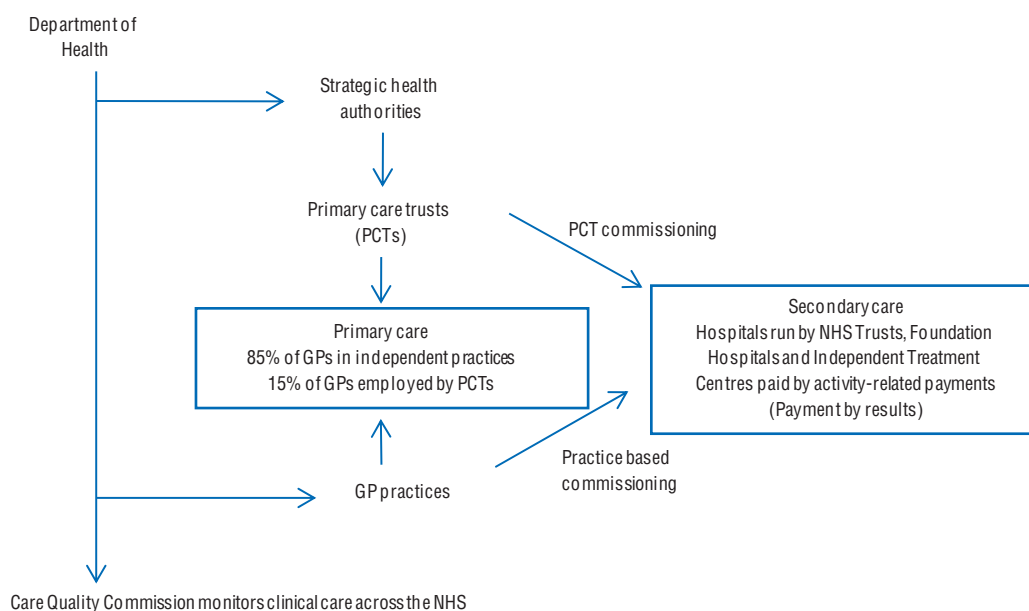 Department of
Health
Strategic health
authorities
Primary care trusts
(PCTs)
PCT commissioning
Primary care
85% of GPs in independent practices
15% of GPs employed by PCTs
Secondary care
Hospitals run by NHS Trusts, Foundation
Hospitals and Independent Treatment
Centres paid by activity-related payments
(Payment by results)
Practice based
commissioning
GP practices
Care Quality Commission monitors clinical care across the NHS